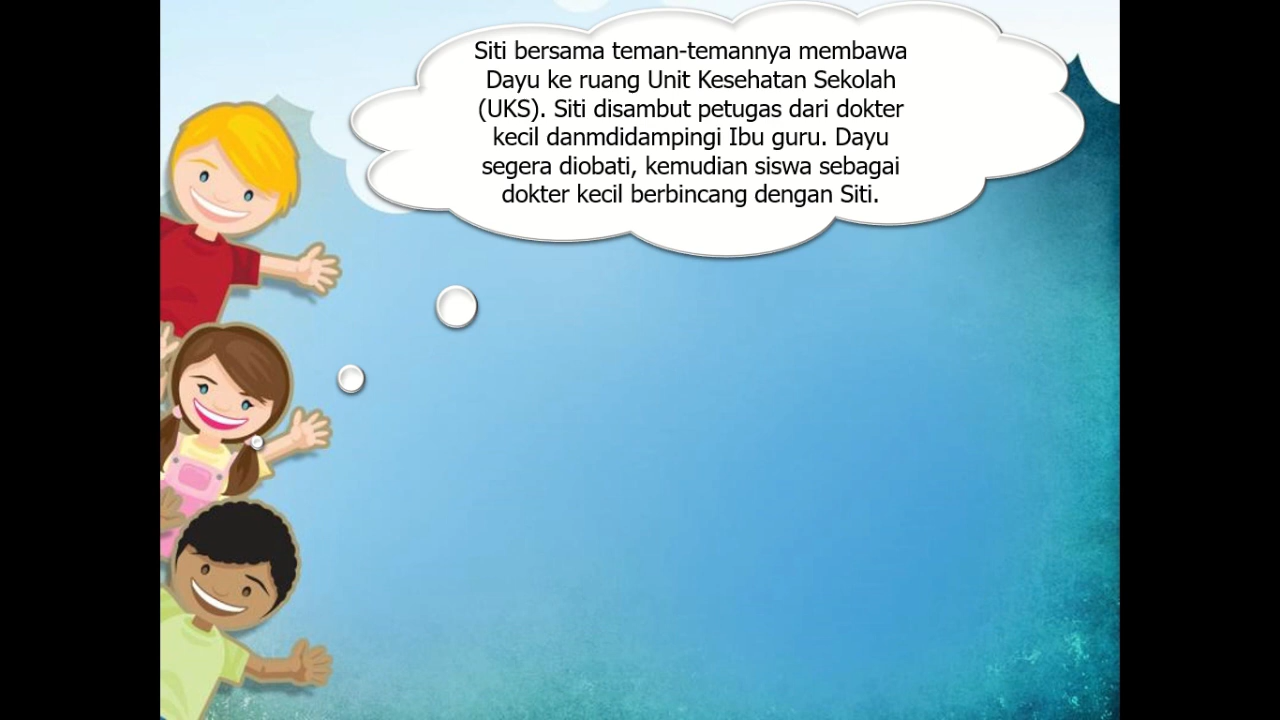 Siti bersama teman-temannya membawa
Dayu ke ruang Unit Kesehatan Sekolah
(UKS). Siti disambut petugas dari dokter
kecil danmdidampingi Ibu guru. Dayu
segera diobati, kemudian siswa sebagai
dokter kecil berbincang dengan Siti.